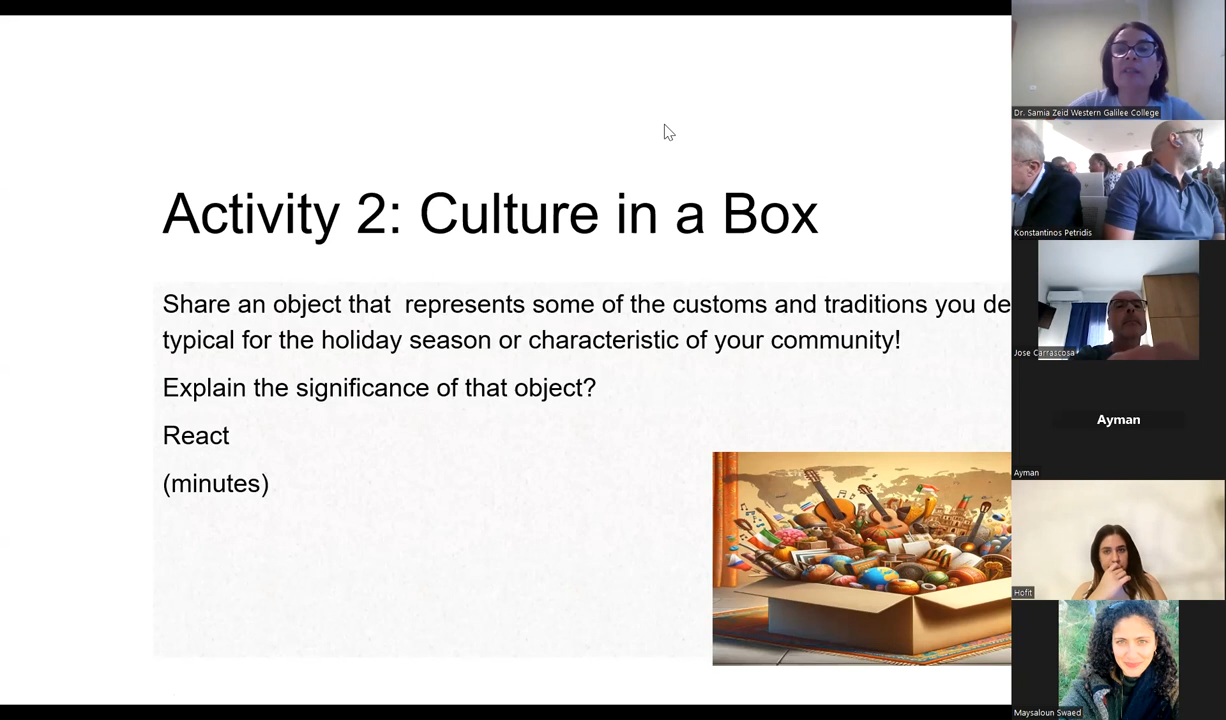 Activity 2: Culture in a Box
Share an object that  represents some of the customs and traditions you de
typical for the holiday season or characteristic of your community!
Explain the significance of that object?
React
(minutes)
Dr. Samia Zeid Western Galilee College
Konstantinos Petridis
Jose Carrascosa
Ayman
Ayman
Hofit
Maysaloun Swaed